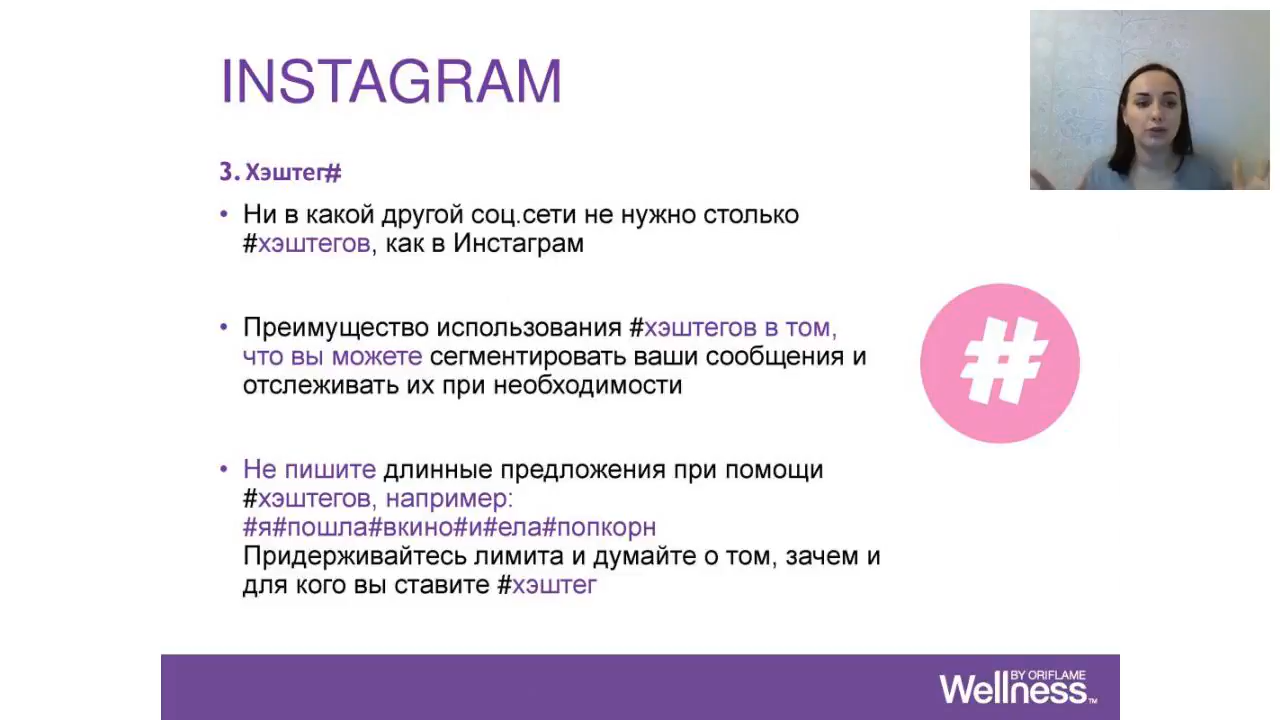 INSTAGRAM
3. Хэштег#
• Ни в какой другой соц.сети не нужно столько
#хэштегов, как в Инстаграм
• Преимущество использования #хэштегов в том,
что вы можете сегментировать ваши сообщения и
отслеживать их при необходимости
• Не пишите длинные предложения при помощи
#хэштегов, например:
#я#пошла#вкино#и#ела#попкорн
Придерживайтесь лимита и думайте о том, зачем и
для кого вы ставите #хэштег
#
BY ORIFLAME
Wellness™